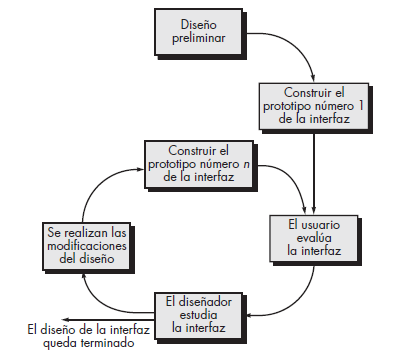 Diseño
preliminar
Construir el
prototipo número 1
de la interfaz
Construir el
prototipo número n
de la interfaz
El usuario
evalúa
la interfaz
Se realizan las
modificaciones
del diseño
El diseñador
estudia
la interfaz
El diseño de la interfaz
queda terminado